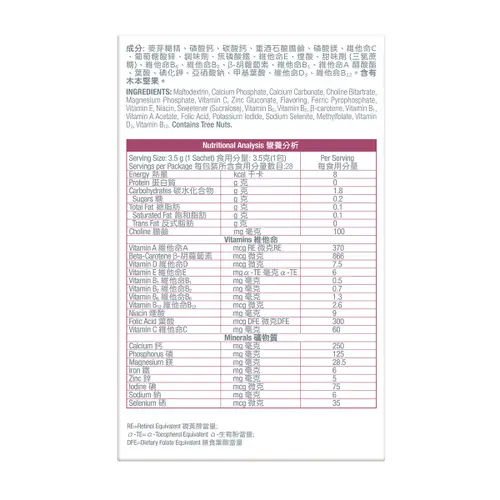 成分: 麥芽糊精、磷酸鈣、碳酸鈣、重酒石酸膽鹼、磷酸鎂、維他命C
、葡萄糖酸鋅、調味劑、焦磷酸鐵、維他命E、煙酸、甜味劑 (三氯蔗
糖)、維他命B₆、維他命B₂、β-胡蘿蔔素、維他命B₁、維他命A 醋酸酯
、葉酸、碘化鉀、亞硒酸鈉、甲基葉酸、維他命D₃、維他命B₁₂。含有
木本堅果。
INGREDIENTS: Maltodextrin, Calcium Phosphate, Calcium Carbonate, Choline Bitartrate,
Magnesium Phosphate, Vitamin C, Zinc Gluconate, Flavoring, Ferric Pyrophosphate,
Vitamin E, Niacin, Sweetener (Sucralose), Vitamin B₆, Vitamin B₂, β-carotene, Vitamin B₁,
Vitamin A Acetate, Folic Acid, Potassium Iodide, Sodium Selenite, Methylfolate, Vitamin
D₃, Vitamin B₁₂. Contains Tree Nuts.
Nutritional Analysis 營養分析
Serving Size: 3.5 g (1 Sachet) 食用分量: 3.5克(1包) Per Serving
Servings per Package 每包裝所含食用分量數目:28 每食用分量
Energy 熱量 kcal 千卡 8
Protein 蛋白質 g 克 0
Carbohydrates 碳水化合物 g 克 1.8
Sugars 糖 g 克 0.2
Total Fat 總脂肪 g 克 0.1
Saturated Fat 飽和脂肪 g 克 0.1
Trans Fat 反式脂肪 g 克 0
Choline 膽鹼 mg 毫克 100
Vitamins 維他命
Vitamin A 維他命A mcg RE 微克RE 370
Beta-Carotene β-胡蘿蔔素 mcg 微克 886
Vitamin D 維他命D mcg 微克 7.5
Vitamin E 維他命E mg α-TE 毫克 α-TE 6
Vitamin B₁ 維他命B₁ mg 毫克 0.5
Vitamin B₂ 維他命B₂ mg 毫克 0.7
Vitamin B₆ 維他命B₆ mg 毫克 1.3
Vitamin B₁₂ 維他命B₁₂ mcg 微克 2.6
Niacin 煙酸 mg 毫克 9
Folic Acid 葉酸 mcg DFE 微克DFE 380
Vitamin C 維他命C mg 毫克 60
Minerals 礦物質
Calcium 鈣 mg 毫克 250
Phosphorus 磷 mg 毫克 125
Magnesium 鎂 mg 毫克 28.5
Iron 鐵 mg 毫克 6
Zinc 鋅 mg 毫克 5
Iodine 碘 mcg 微克 75
Sodium 鈉 mg 毫克 6
Selenium 硒 mcg 微克 35
RE=Retinol Equivalent 視黃醇當量;
α-TE=α-Tocopherol Equivalent α-生育酚當量;
DFE=Dietary Folate Equivalent 膳食葉酸當量